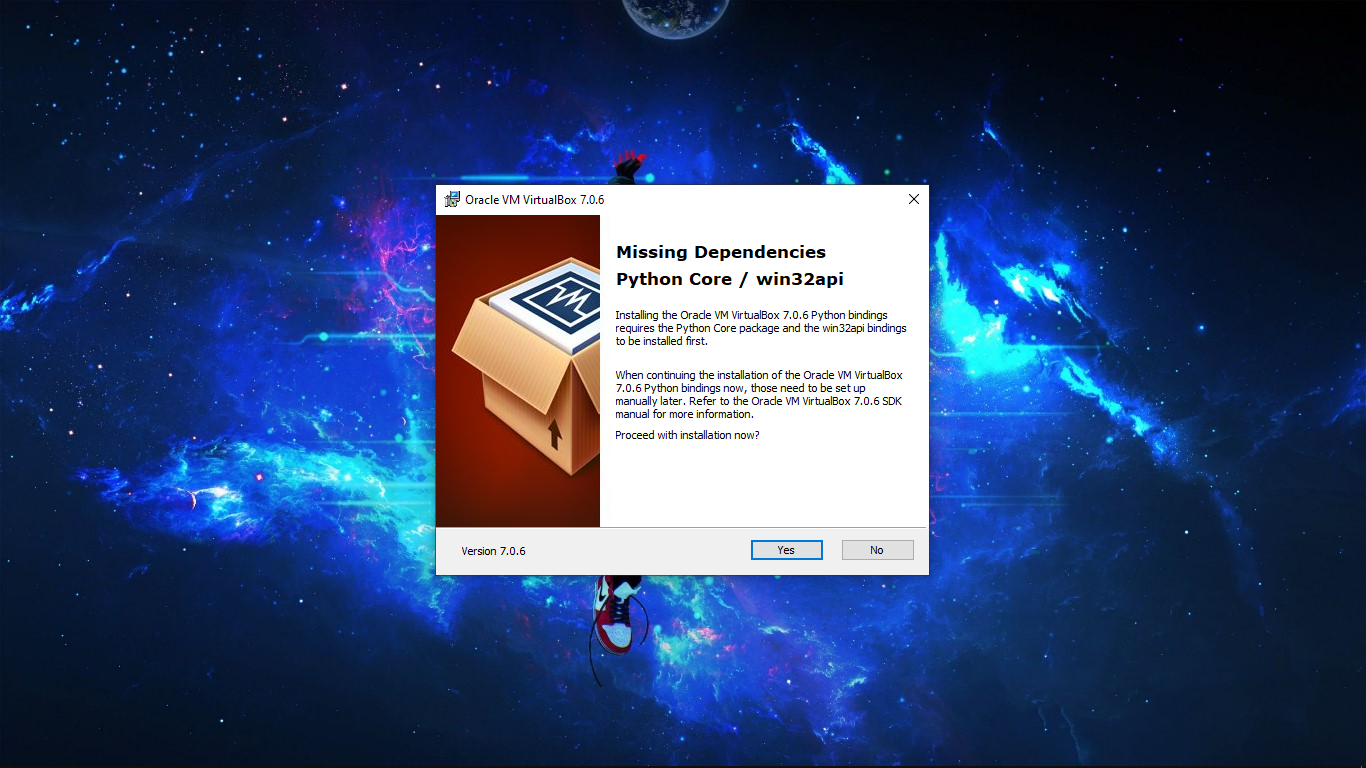 Oracle VM VirtualBox 7.0.6
Missing Dependencies
Python Core / win32api
Installing the Oracle VM VirtualBox 7.0.6 Python bindings
requires the Python Core package and the win32api bindings
to be installed first.
When continuing the installation of the Oracle VM VirtualBox
7.0.6 Python bindings now, those need to be set up
manually later. Refer to the Oracle VM VirtualBox 7.0.6 SDK
manual for more information.
Proceed with installation now?
Version 7.0.6
Yes
No